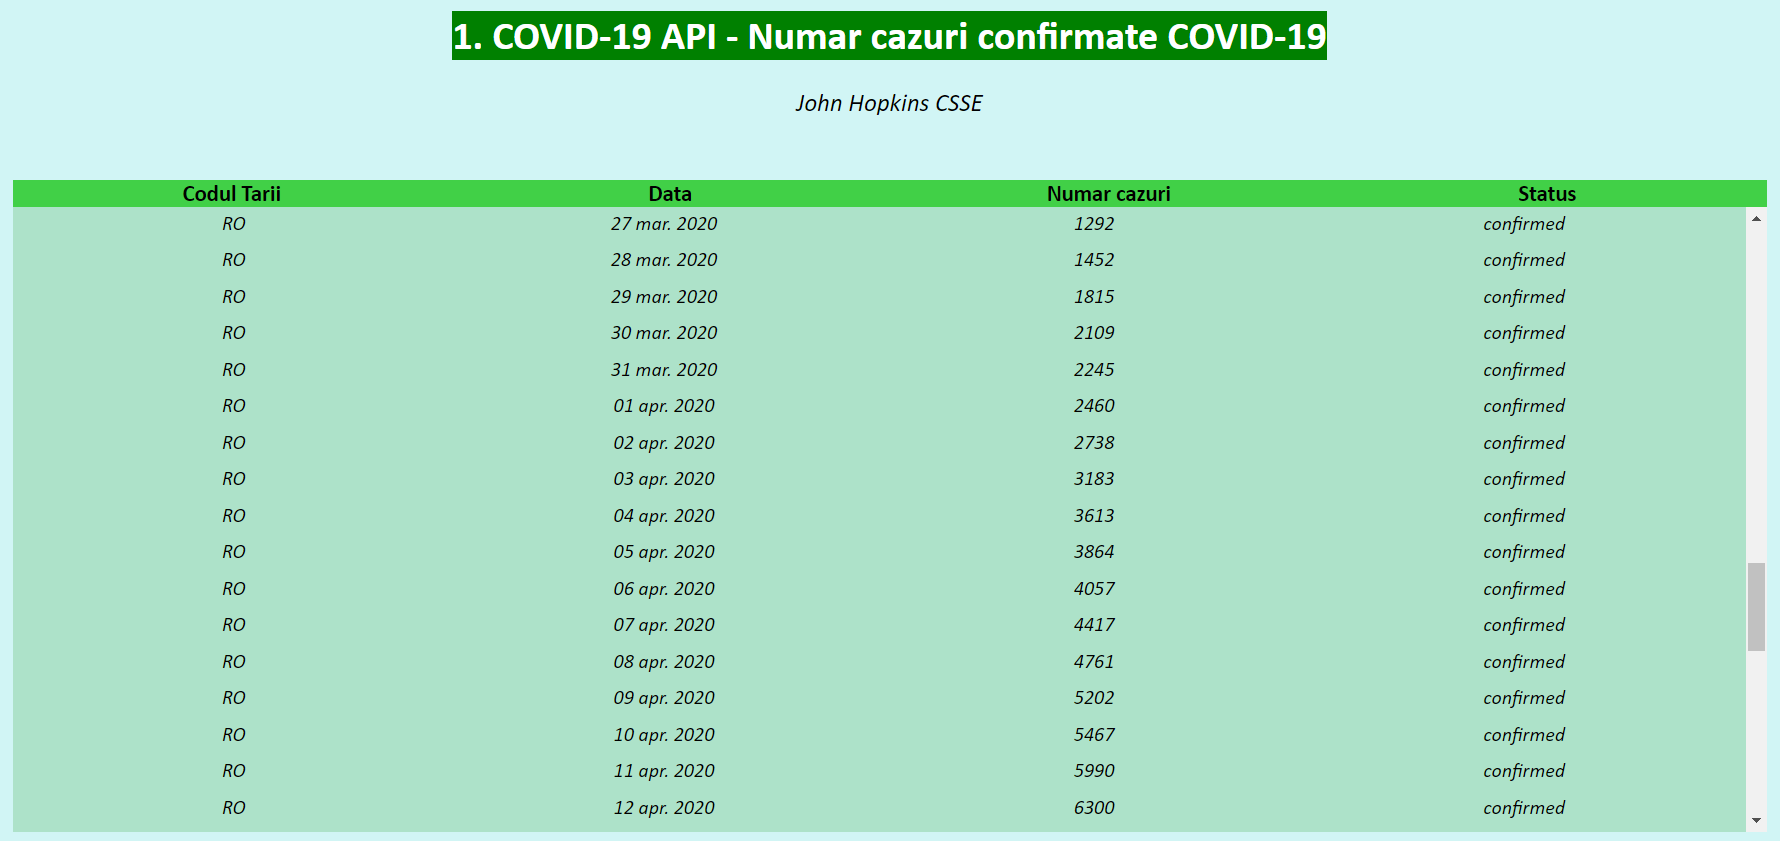 1. COVID-19 API - Numar cazuri confirmate COVID-19
John Hopkins CSSE
Codul Tarii Data Numar cazuri Status
RO 27 mar. 2020 1292 confirmed
RO 28 mar. 2020 1452 confirmed
RO 29 mar. 2020 1815 confirmed
RO 30 mar. 2020 2109 confirmed
RO 31 mar. 2020 2245 confirmed
RO 01 apr. 2020 2460 confirmed
RO 02 apr. 2020 2738 confirmed
RO 03 apr. 2020 3183 confirmed
RO 04 apr. 2020 3613 confirmed
RO 05 apr. 2020 3864 confirmed
RO 06 apr. 2020 4057 confirmed
RO 07 apr. 2020 4417 confirmed
RO 08 apr. 2020 4761 confirmed
RO 09 apr. 2020 5202 confirmed
RO 10 apr. 2020 5467 confirmed
RO 11 apr. 2020 5990 confirmed
RO 12 apr. 2020 6300 confirmed